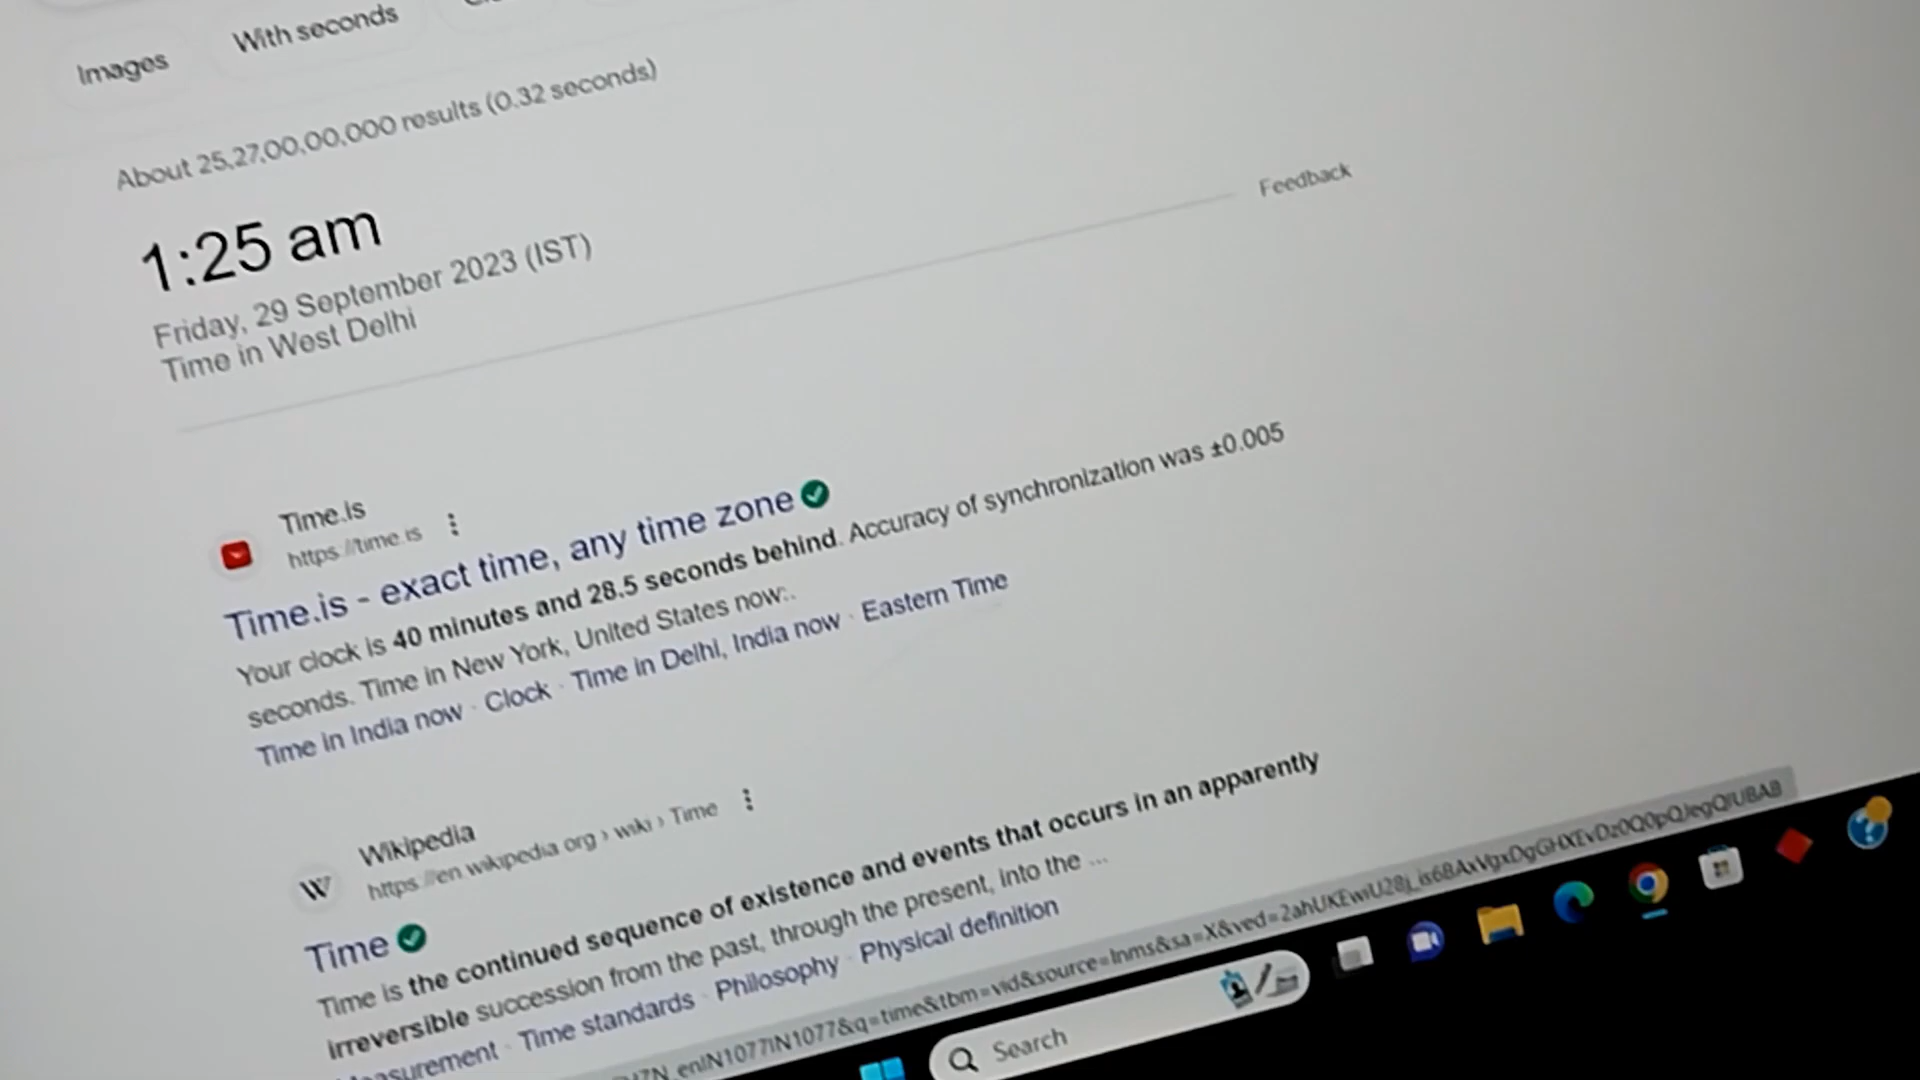 Images
With seconds
About 25,27,00,00,000 results (0.32 seconds)
1:25 am
Friday, 29 September 2023 (IST)
Time in West Delhi
Feedback
Time.is
https://time.is
Time.is - exact time, any time zone
Your clock is 40 minutes and 28.5 seconds behind. Accuracy of synchronization was ±0.005
seconds. Time in New York, United States now:.
Time in India now · Clock · Time in Delhi, India now · Eastern Time
Wikipedia
https://en.wikipedia.org › wiki › Time
Time
Time is the continued sequence of existence and events that occurs in an apparently
irreversible succession from the past, through the present, into the ...
Measurement · Time standards · Philosophy · Physical definition
Search